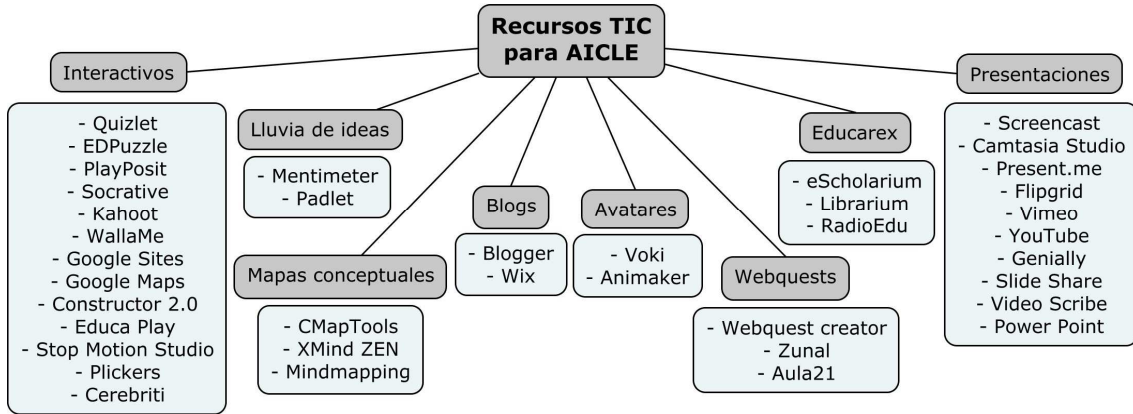 Recursos TIC
para AICLE
Interactivos
- Quizlet
- EDPuzzle
- PlayPosit
- Socrative
- Kahoot
- WallaMe
- Google Sites
- Google Maps
- Constructor 2.0
- Educa Play
- Stop Motion Studio
- Plickers
- Cerebriti
Lluvia de ideas
- Mentimeter
- Padlet
Mapas conceptuales
- CMapTools
- XMind ZEN
- Mindmapping
Blogs
- Blogger
- Wix
Avatares
- Voki
- Animaker
Webquests
- Webquest creator
- Zunal
- Aula21
Educarex
- eScholarium
- Librarium
- RadioEdu
Presentaciones
- Screencast
- Camtasia Studio
- Present.me
- Flipgrid
- Vimeo
- YouTube
- Genially
- Slide Share
- Video Scribe
- Power Point